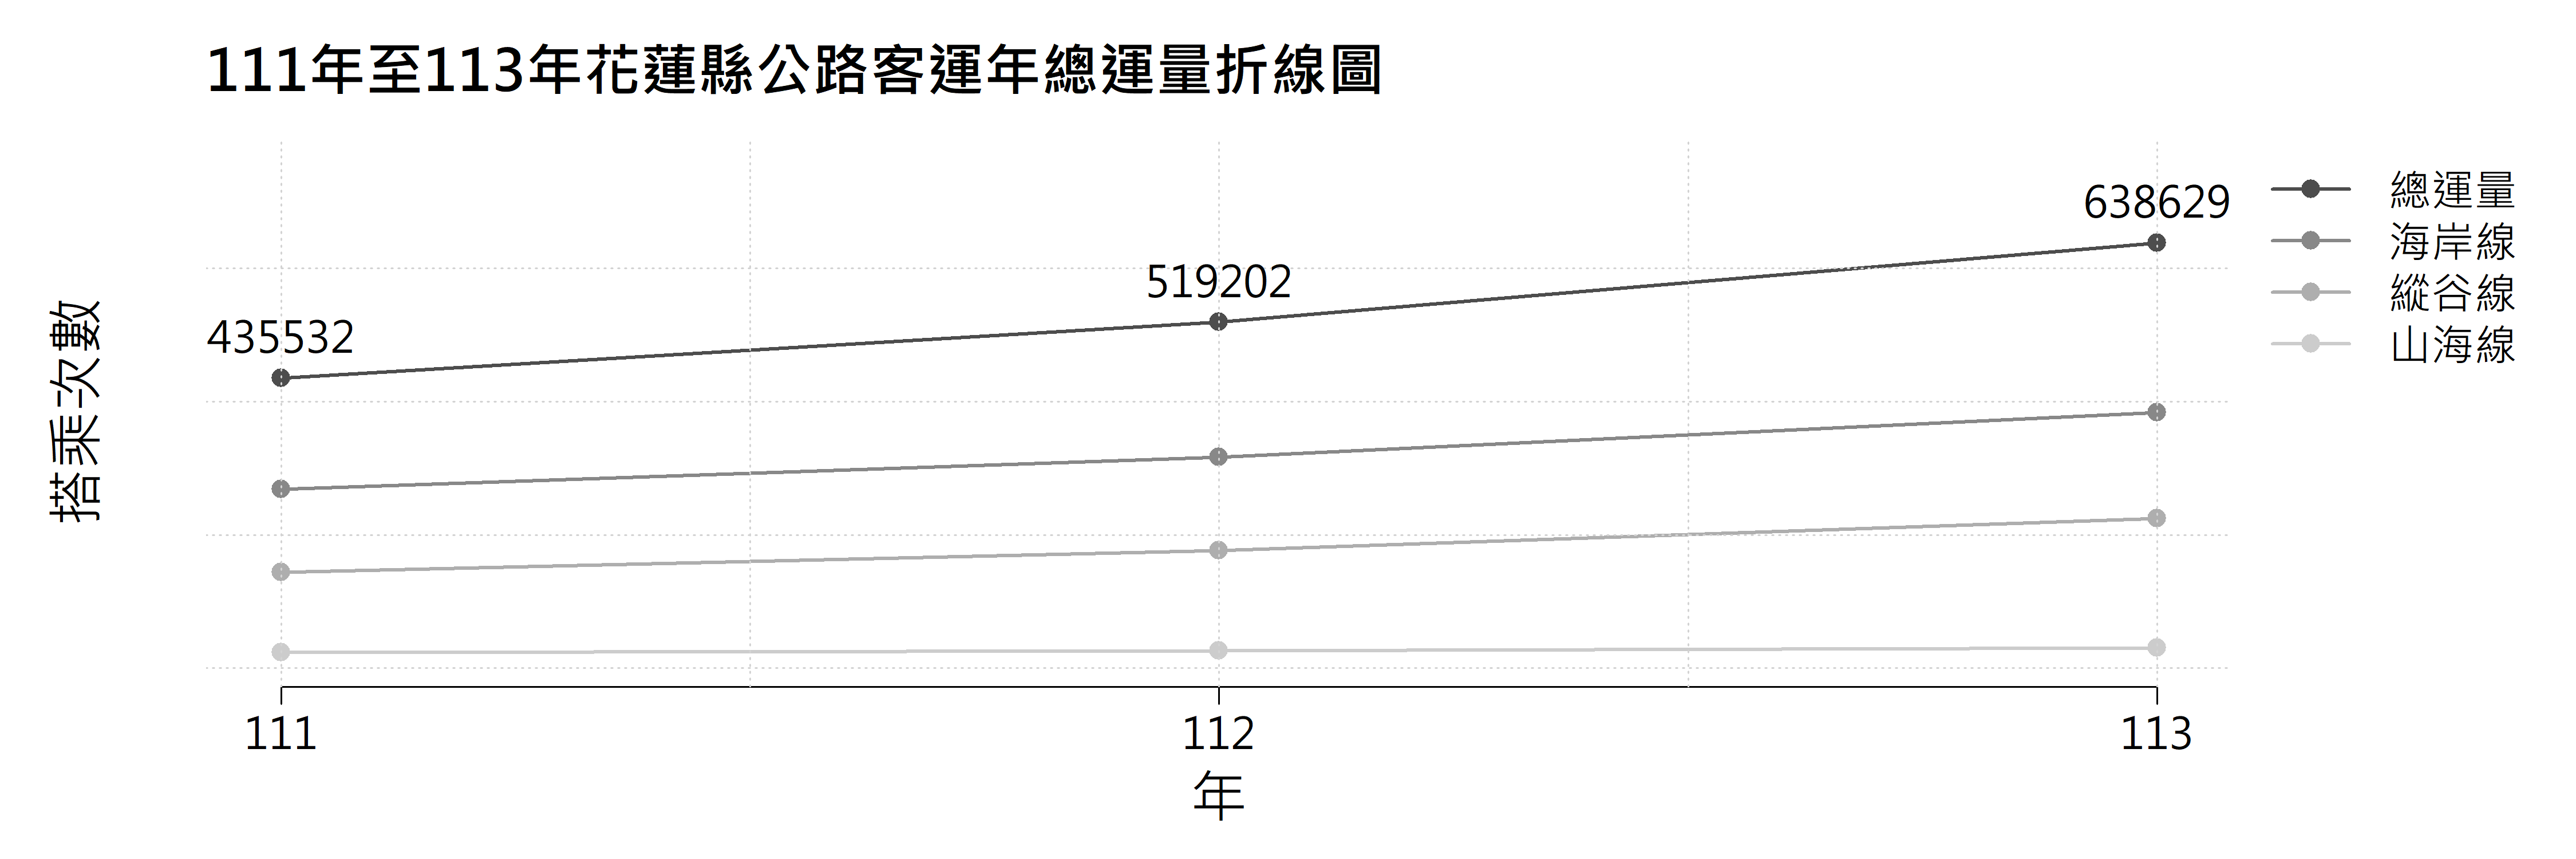 111年至113年花蓮縣公路客運年總運量折線圖
搭乘次數
435532
519202
638629
總運量
海岸線
縱谷線
山海線
111
112
113
年